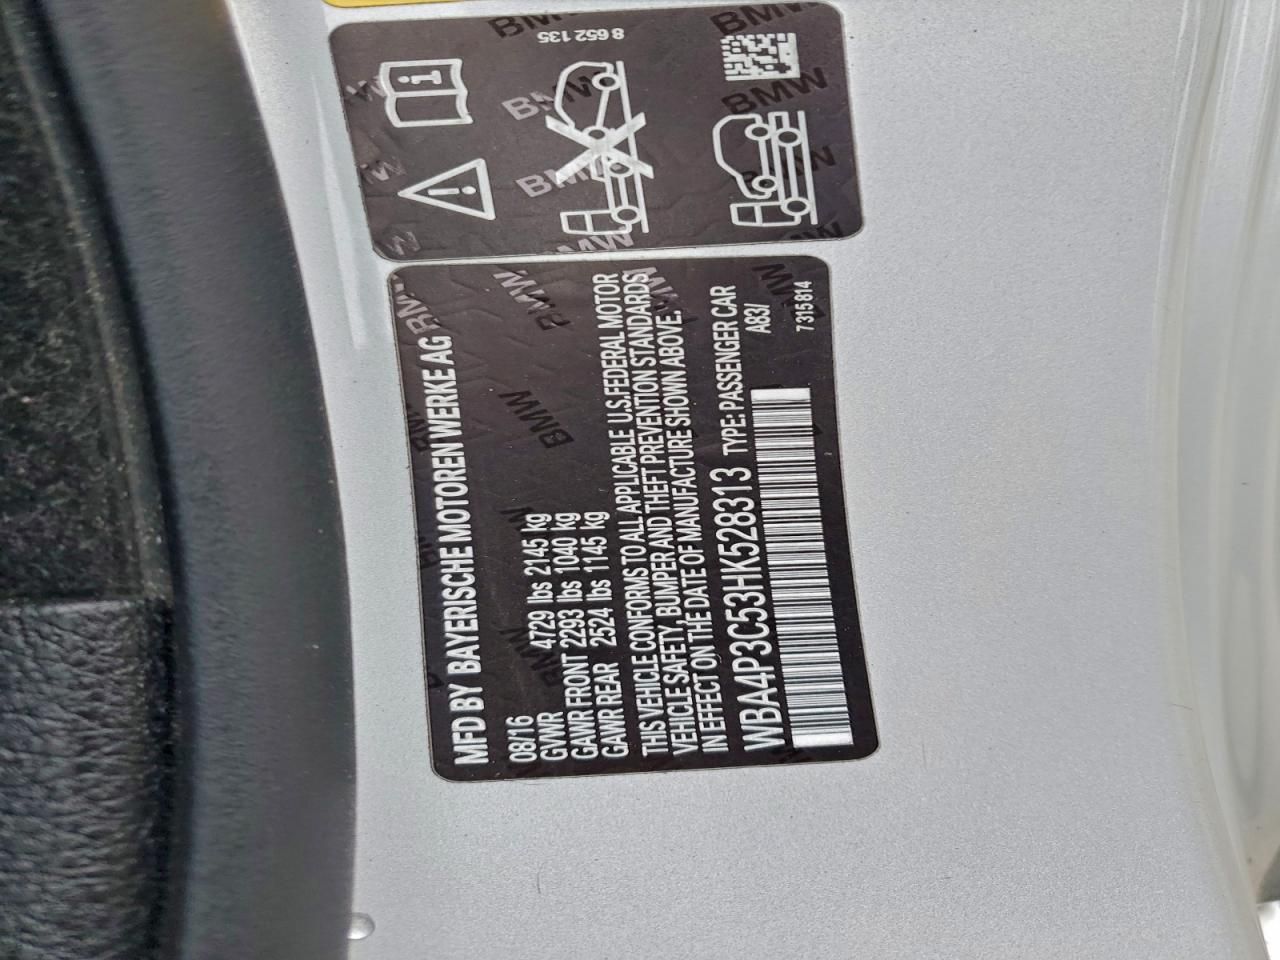 MFD BY BAYERISCHE MOTOREN WERKE AG
08/16
GVWR 4729 lbs 2145 kg
GAWR FRONT 2293 lbs 1040 kg
GAWR REAR 2524 lbs 1145 kg
THIS VEHICLE CONFORMS TO ALL APPLICABLE U.S.FEDERAL MOTOR
VEHICLE SAFETY, BUMPER AND THEFT PREVENTION STANDARDS
IN EFFECT ON THE DATE OF MANUFACTURE SHOWN ABOVE.
WBA4P3C53HK528313 TYPE: PASSENGER CAR
A83/
7315814
8 652 135
BMW
BMW
BMW
BMW
BMW
BMW
BMW
BMW
BMW